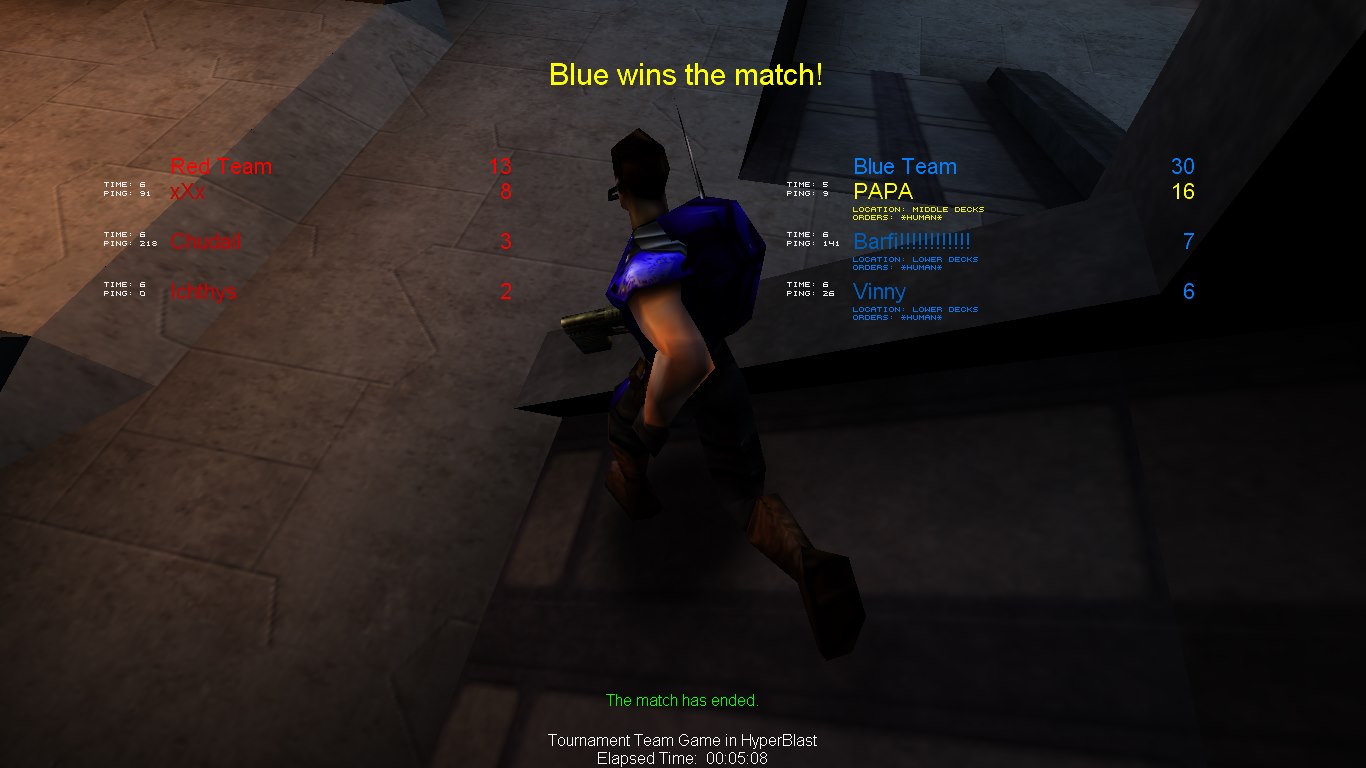 Blue wins the match!
Red Team 13
TIME: 6
PING: 91
xXx 8
TIME: 6
PING: 218
Chudail 3
TIME: 6
PING: 0
Ichthys 2
Blue Team 30
TIME: 5
PING: 9
PAPA 16
LOCATION: MIDDLE DECKS
ORDERS: *HUMAN*
TIME: 6
PING: 141
Barfi!!!!!!!!!!!! 7
LOCATION: LOWER DECKS
ORDERS: *HUMAN*
TIME: 6
PING: 26
Vinny 6
LOCATION: LOWER DECKS
ORDERS: *HUMAN*
The match has ended.
Tournament Team Game in HyperBlast
Elapsed Time: 00:05:08